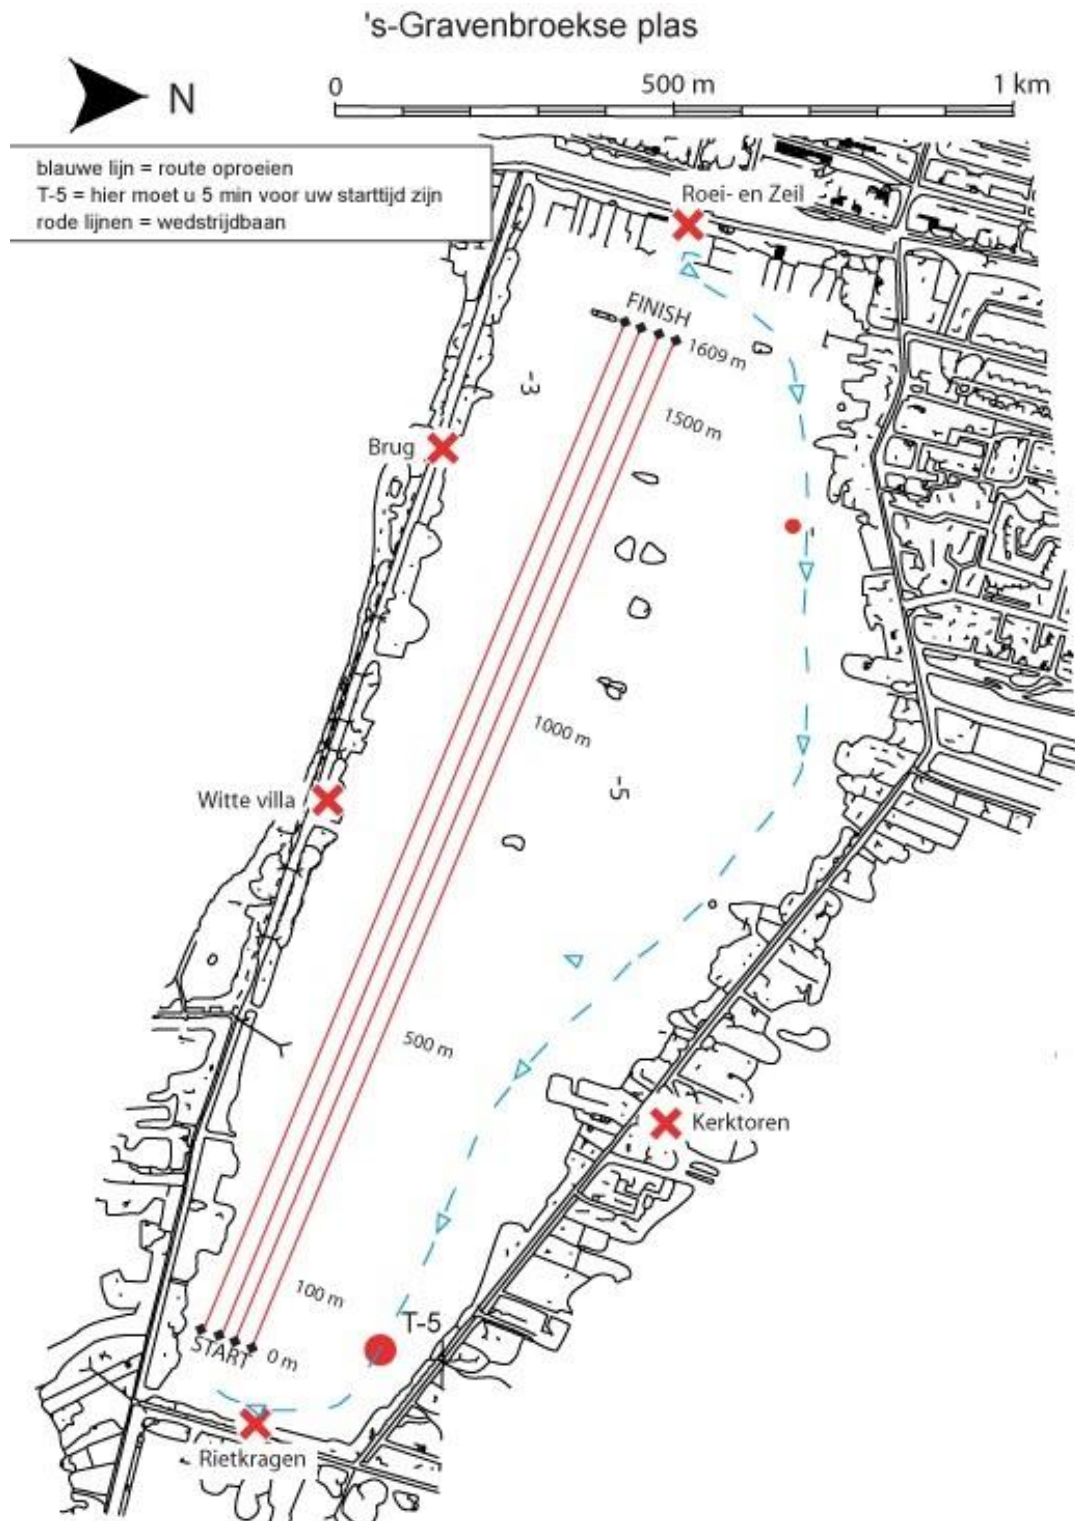 's-Gravenbroekse plas
N
0
500 m
1 km
blauwe lijn = route oproeien
T-5 = hier moet u 5 min voor uw starttijd zijn
rode lijnen = wedstrijdbaan
Roei- en Zeil
FINISH
1609 m
-3
1500 m
Brug
1000 m
-5
Witte villa
500 m
Kerktoren
100 m
T-5
START
0 m
Rietkragen